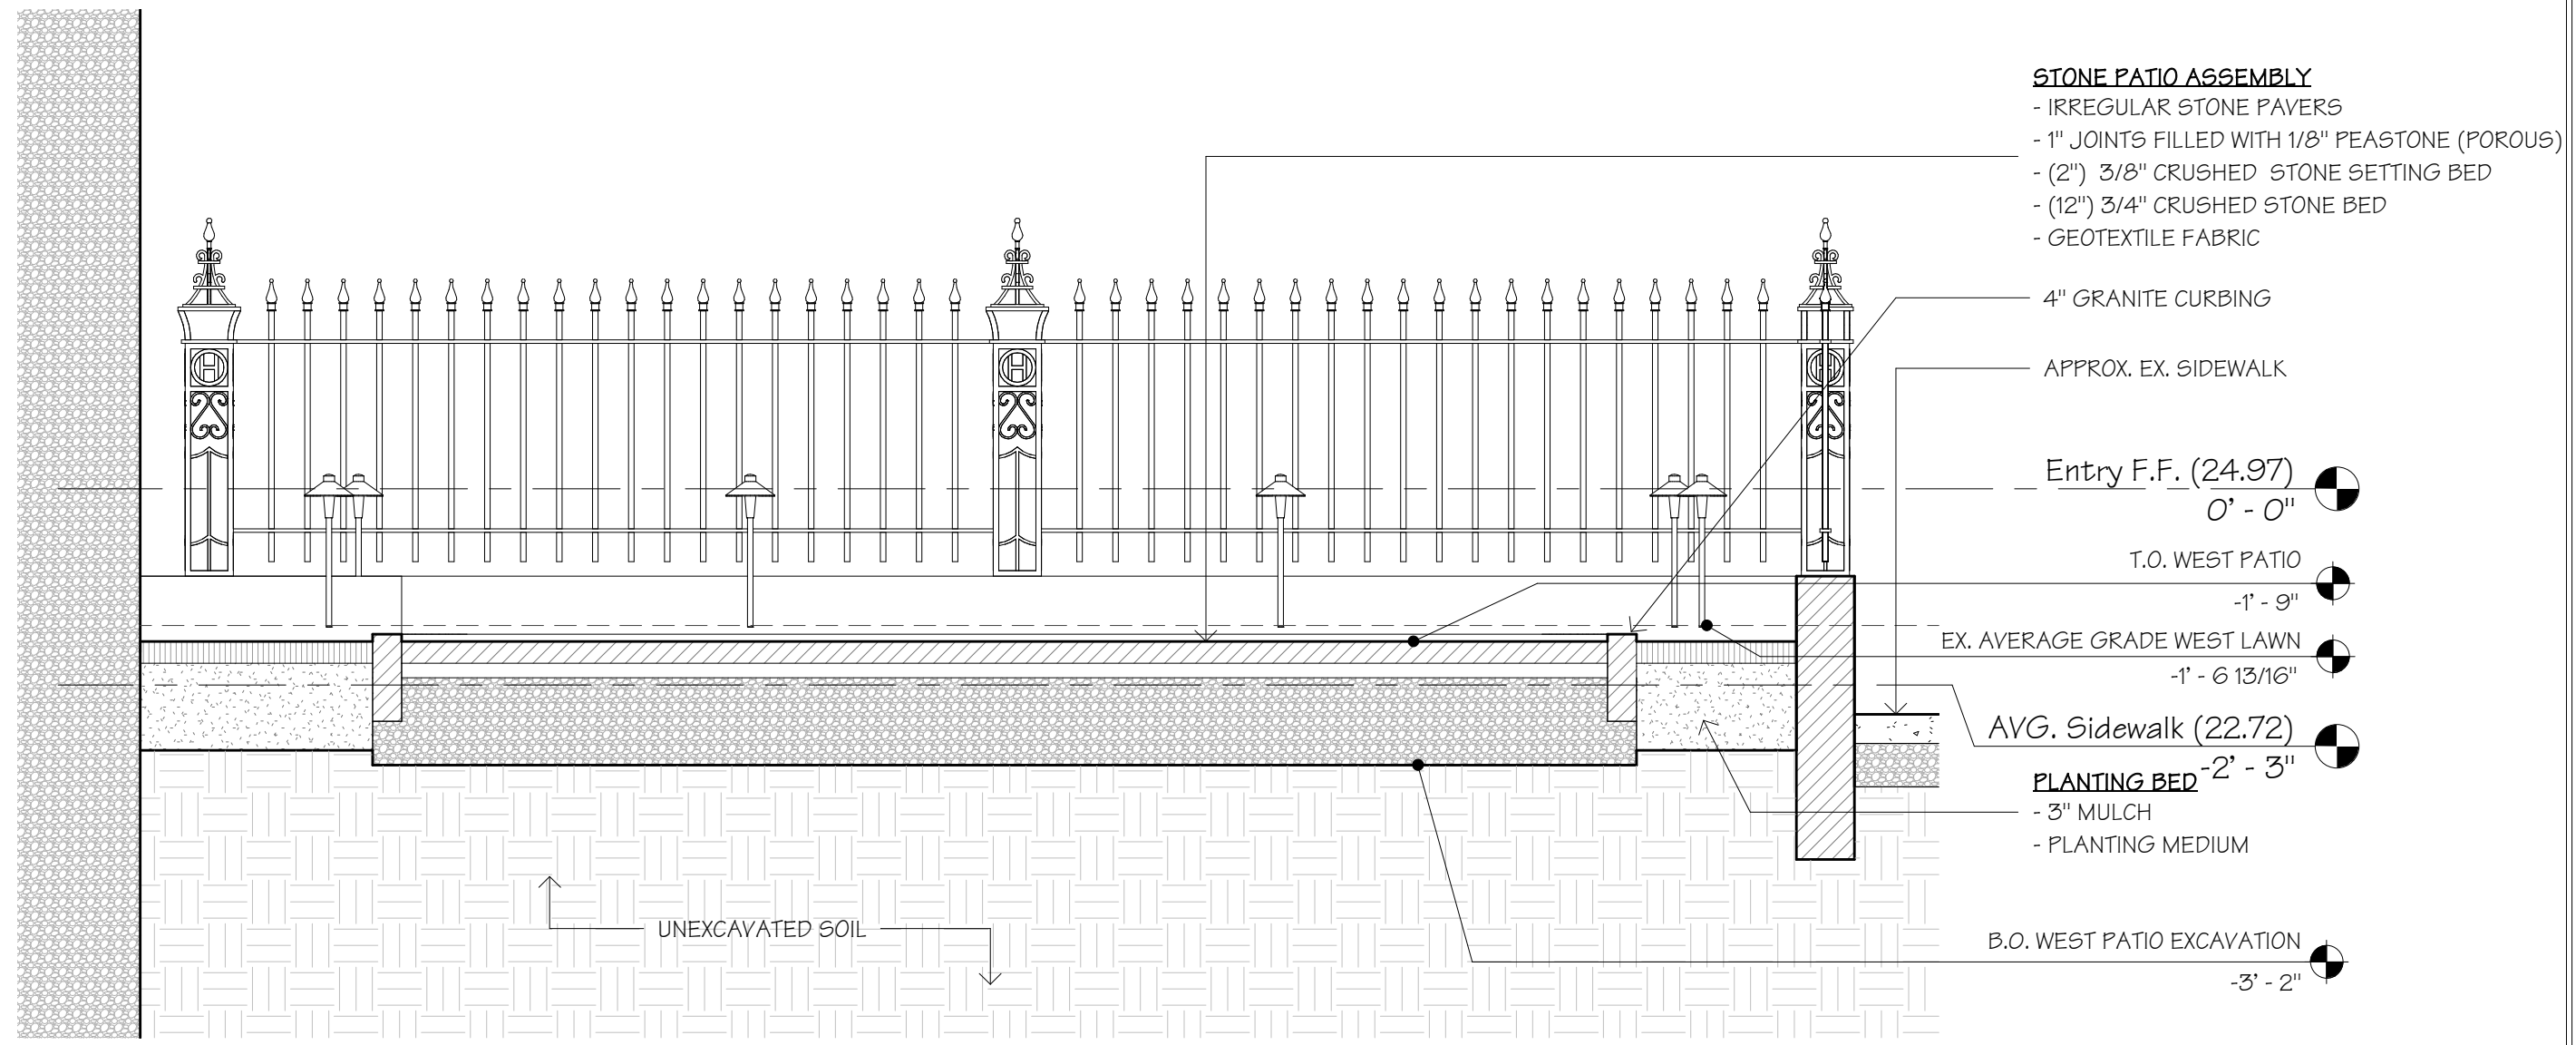 STONE PATIO ASSEMBLY
- IRREGULAR STONE PAVERS
- 1" JOINTS FILLED WITH 1/8" PEASTONE (POROUS)
- (2") 3/8" CRUSHED STONE SETTING BED
- (12") 3/4" CRUSHED STONE BED
- GEOTEXTILE FABRIC
4" GRANITE CURBING
APPROX. EX. SIDEWALK
H H H
Entry F.F. (24.97)
0' - 0"
T.O. WEST PATIO
-1' - 9"
EX. AVERAGE GRADE WEST LAWN
-1' - 6 13/16"
AVG. Sidewalk (22.72)
-2' - 3"
PLANTING BED
- 3" MULCH
- PLANTING MEDIUM
UNEXCAVATED SOIL
B.O. WEST PATIO EXCAVATION
-3' - 2"